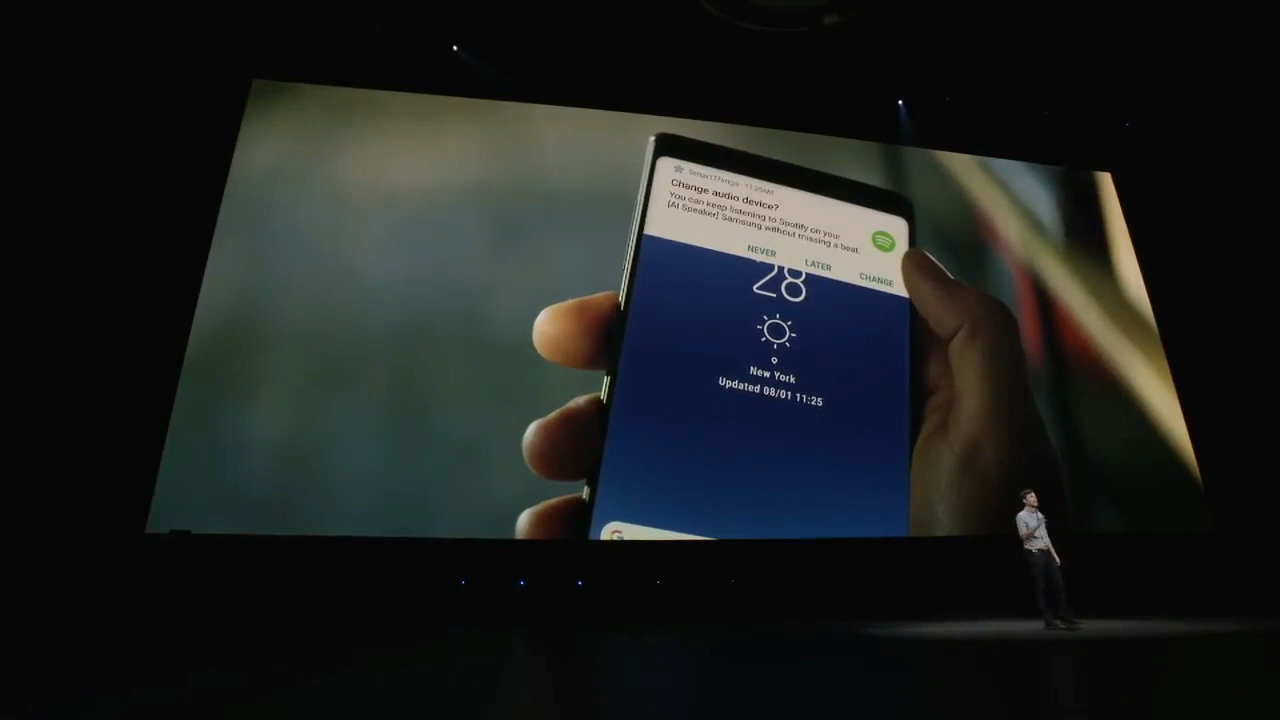 SmartThings 11:25AM
Change audio device?
You can keep listening to Spotify on your
[AI Speaker] Samsung without missing a beat.
NEVER LATER CHANGE
28
New York
Updated 08/01 11:25
G